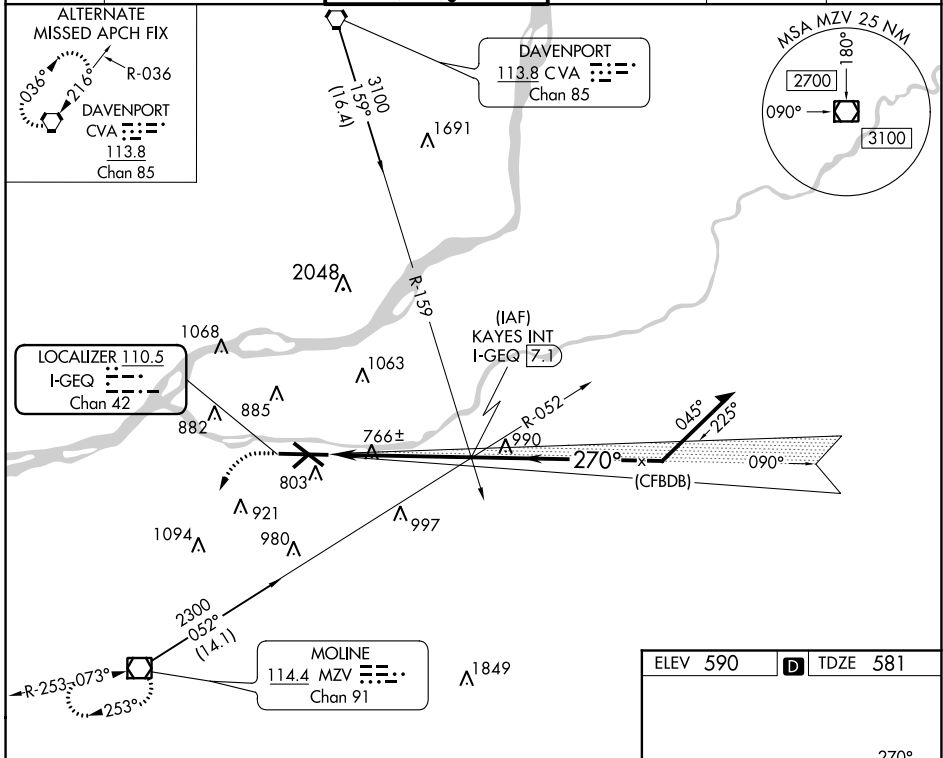 ALTERNATE
MISSED APCH FIX
R-036
036°
216°
DAVENPORT
CVA
113.8
Chan 85
3100
159°
(16.4)
DAVENPORT
113.8 CVA
Chan 85
MSA MZV 25 NM
180°
2700
090°
3100
1691
2048
R-159
(IAF)
KAYES INT
I-GEQ 7.1
1068
LOCALIZER 110.5
I-GEQ
Chan 42
1063
885
882
R-052
045°
225°
766±
990
270°
x
090°
(CFBDB)
803
921
997
1094
980
2300
052°
(14.1)
MOLINE
114.4 MZV
Chan 91
R-253
073°
253°
1849
ELEV 590
D
TDZE 581
270°